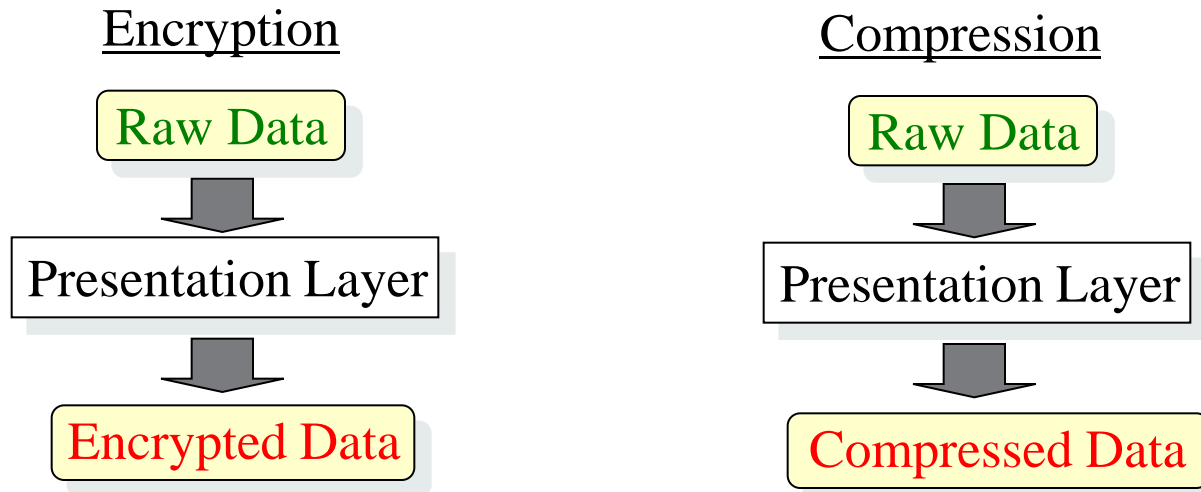 Encryption
Raw Data
Presentation Layer
Encrypted Data
Compression
Raw Data
Presentation Layer
Compressed Data